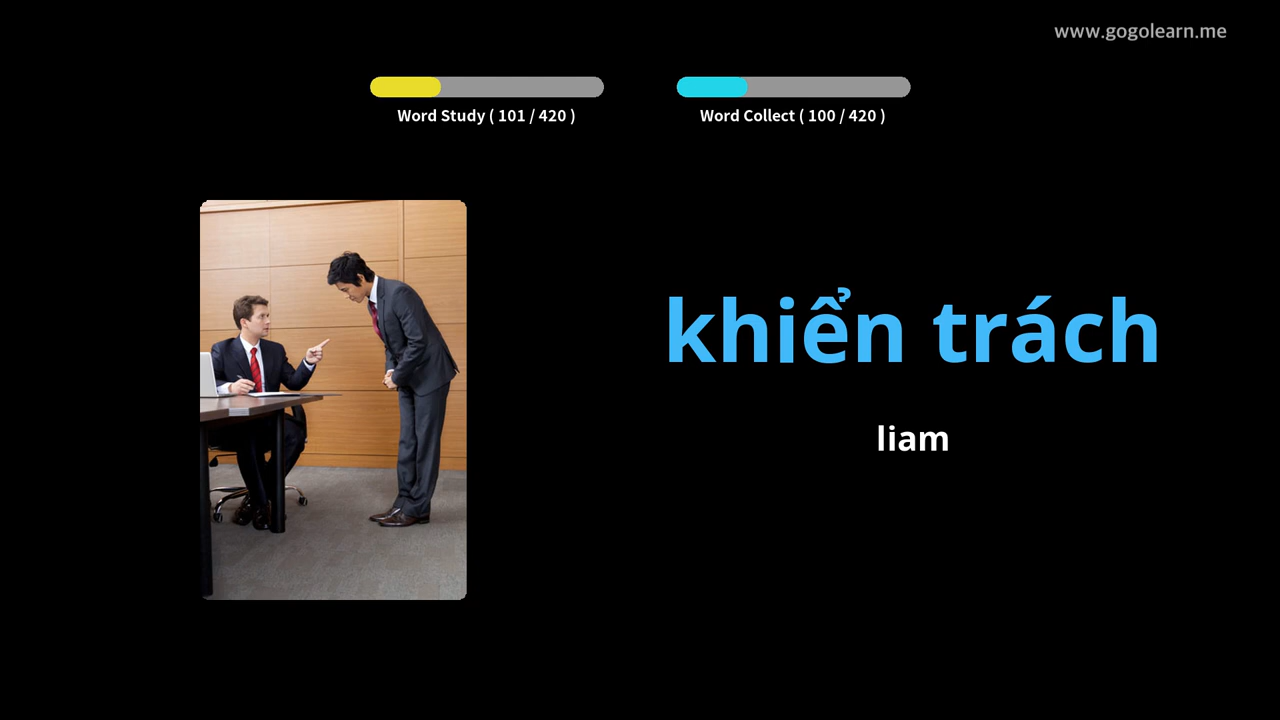 www.gogolearn.me
Word Study ( 101 / 420 )
Word Collect ( 100 / 420 )
khiển trách
liam